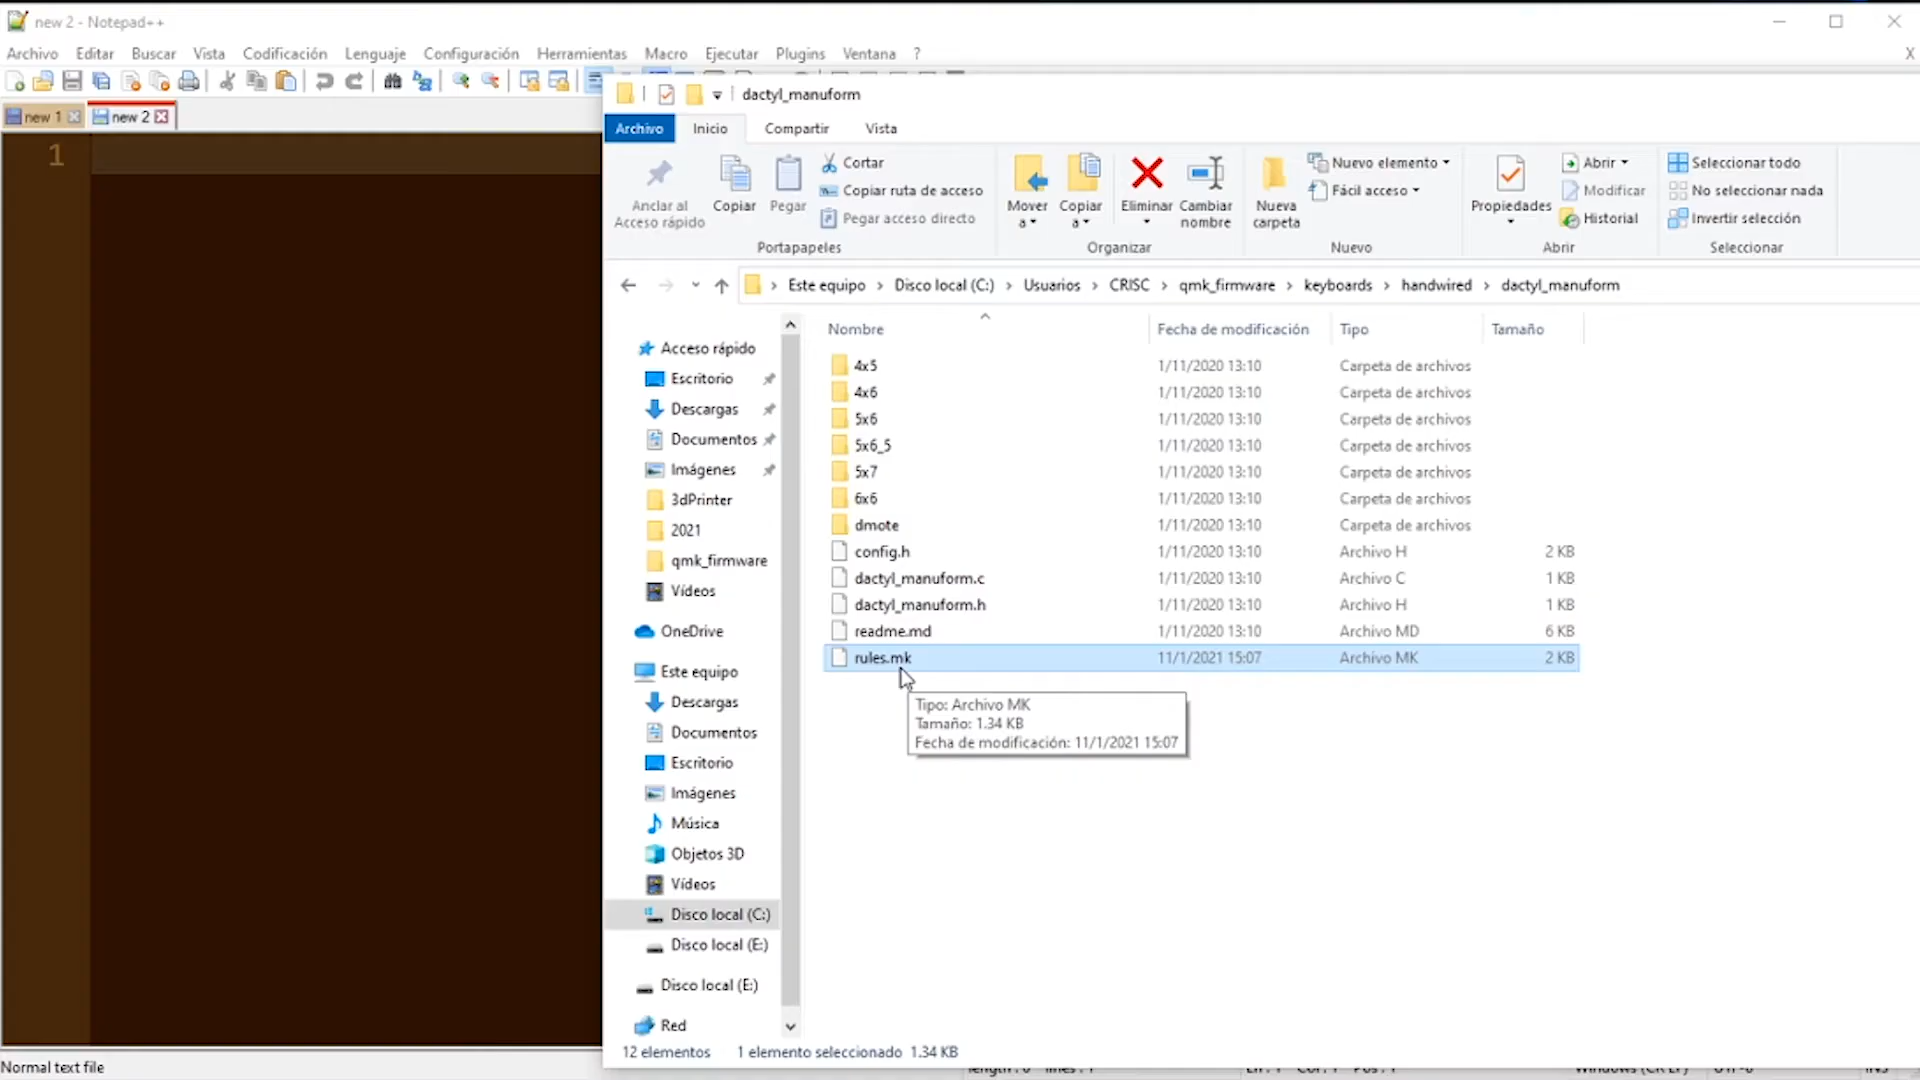 new 2 - Notepad++
Archivo Editar Buscar Vista Codificación Lenguaje Configuración Herramientas Macro Ejecutar Plugins Ventana ? X
new 1 new 2
1
Normal text file
dactyl_manuform
Archivo Inicio Compartir Vista
Anclar al Acceso rápido
Copiar
Pegar
Cortar
Copiar ruta de acceso
Pegar acceso directo
Portapapeles
Mover a
Copiar a
Eliminar
Cambiar nombre
Organizar
Nueva carpeta
Nuevo elemento
Fácil acceso
Nuevo
Propiedades
Abrir
Modificar
Historial
Abrir
Seleccionar todo
No seleccionar nada
Invertir selección
Seleccionar
Este equipo > Disco local (C:) > Usuarios > CRISC > qmk_firmware > keyboards > handwired > dactyl_manuform
Acceso rápido
Escritorio
Descargas
Documentos
Imágenes
3dPrinter
2021
qmk_firmware
Vídeos
OneDrive
Este equipo
Descargas
Documentos
Escritorio
Imágenes
Música
Objetos 3D
Vídeos
Disco local (C:)
Disco local (E:)
Disco local (E:)
Red
Nombre Fecha de modificación Tipo Tamaño
4x5 1/11/2020 13:10 Carpeta de archivos
4x6 1/11/2020 13:10 Carpeta de archivos
5x6 1/11/2020 13:10 Carpeta de archivos
5x6_5 1/11/2020 13:10 Carpeta de archivos
5x7 1/11/2020 13:10 Carpeta de archivos
6x6 1/11/2020 13:10 Carpeta de archivos
dmote 1/11/2020 13:10 Carpeta de archivos
config.h 1/11/2020 13:10 Archivo H 2 KB
dactyl_manuform.c 1/11/2020 13:10 Archivo C 1 KB
dactyl_manuform.h 1/11/2020 13:10 Archivo H 1 KB
readme.md 1/11/2020 13:10 Archivo MD 6 KB
rules.mk 11/1/2021 15:07 Archivo MK 2 KB
Tipo: Archivo MK
Tamaño: 1.34 KB
Fecha de modificación: 11/1/2021 15:07
12 elementos 1 elemento seleccionado 1.34 KB